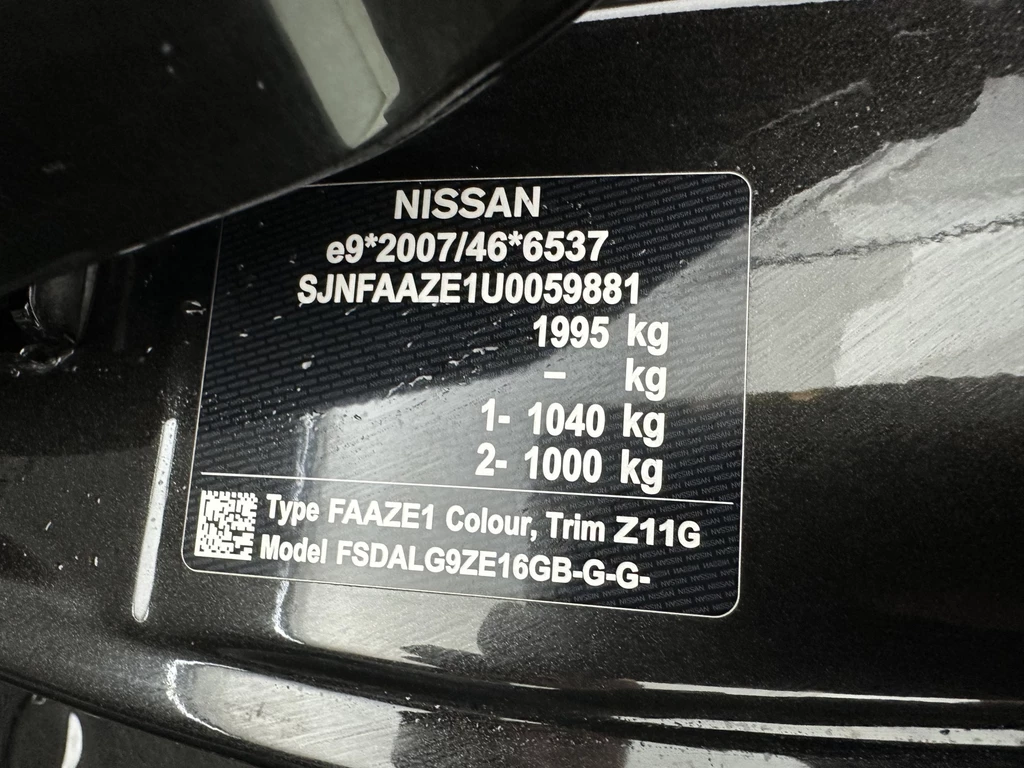 NISSAN
e9*2007/46*6537
SJNFAAZE1U0059881
1995 kg
– kg
1- 1040 kg
2- 1000 kg
Type FAAZE1 Colour, Trim Z11G
Model FSDALG9ZE16GB-G-G-